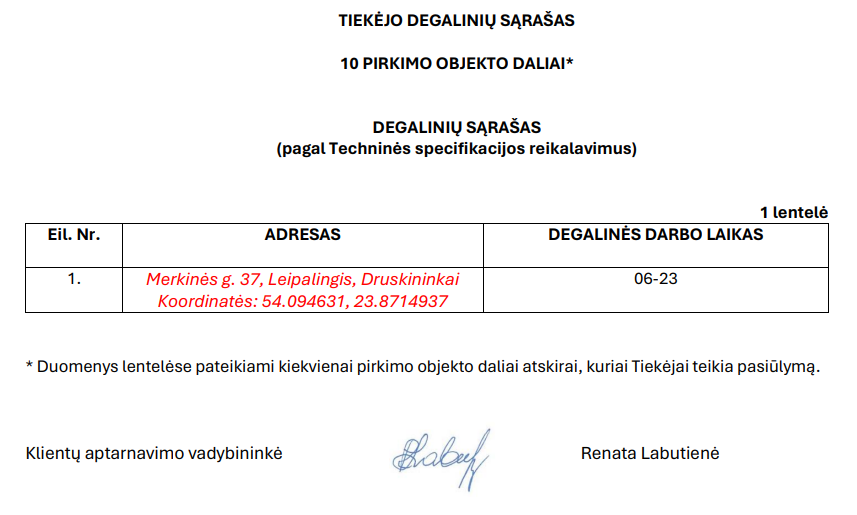 TIEKĖJO DEGALINIŲ SĄRAŠAS
10 PIRKIMO OBJEKTO DALIAI*
DEGALINIŲ SĄRAŠAS
(pagal Techninės specifikacijos reikalavimus)
1 lentelė
Eil. Nr. ADRESAS DEGALINĖS DARBO LAIKAS
1. Merkinės g. 37, Leipalingis, Druskininkai 06-23
Koordinatės: 54.094631, 23.8714937
* Duomenys lentelėse pateikiami kiekvienai pirkimo objekto daliai atskirai, kuriai Tiekėjai teikia pasiūlymą.
Klientų aptarnavimo vadybininkė Renata Labutienė